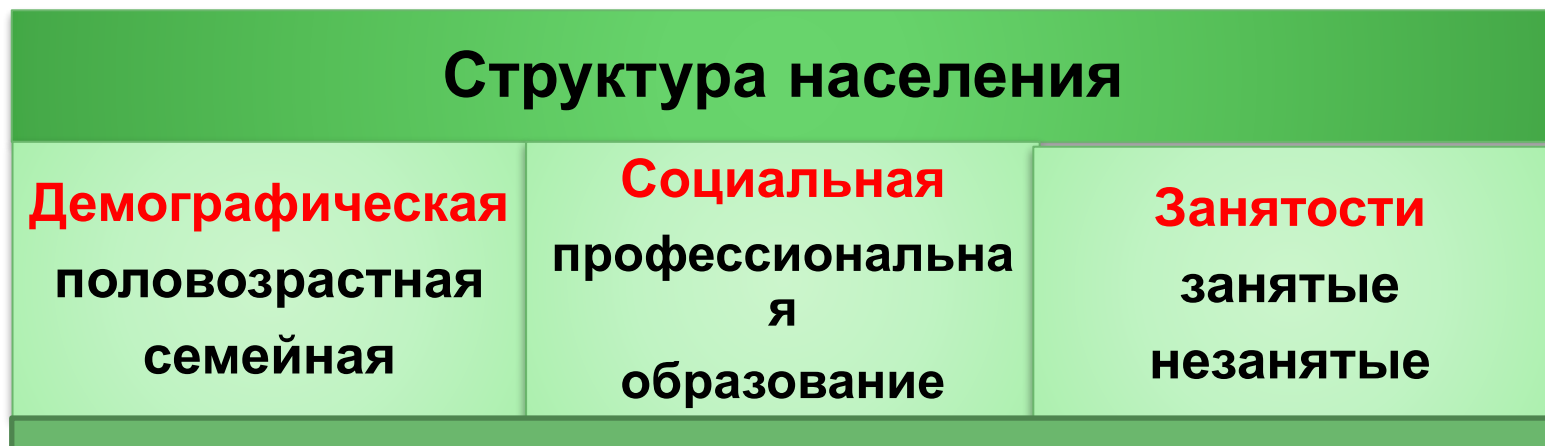 Структура населения
Демографическая
половозрастная
семейная
Социальная
профессиональна
я
образование
Занятости
занятые
незанятые